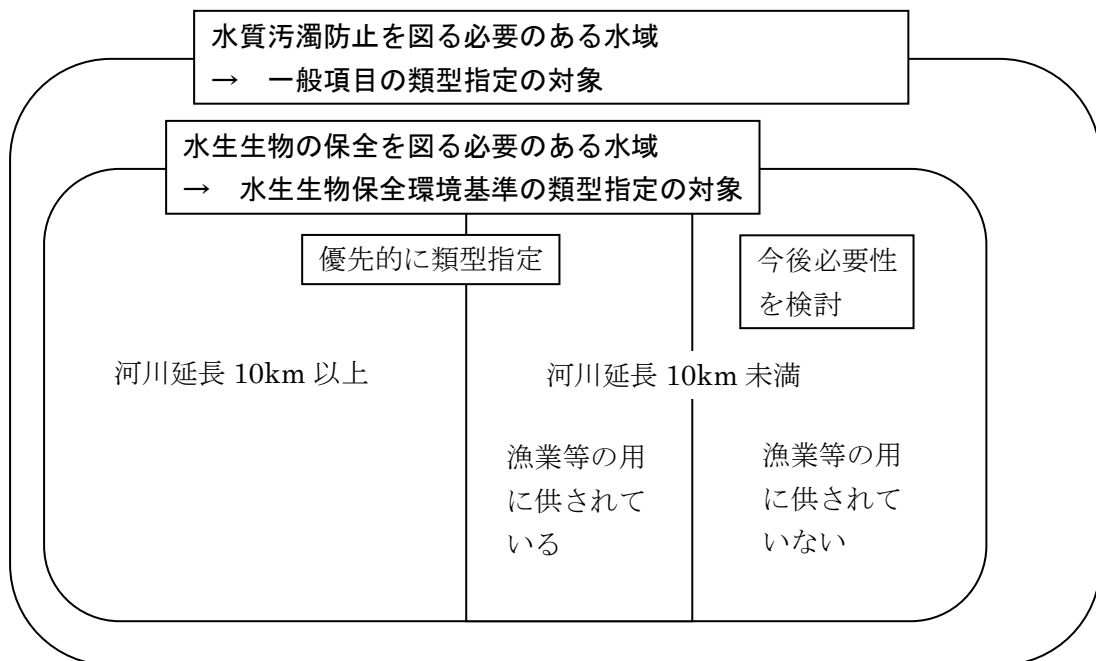 水質汚濁防止を図る必要のある水域
→　一般項目の類型指定の対象
水生生物の保全を図る必要のある水域
→　水生生物保全環境基準の類型指定の対象
優先的に類型指定
今後必要性
を検討
河川延長 10km 以上
河川延長 10km 未満
漁業等の用
に供されて
いる
漁業等の用
に供されて
いない